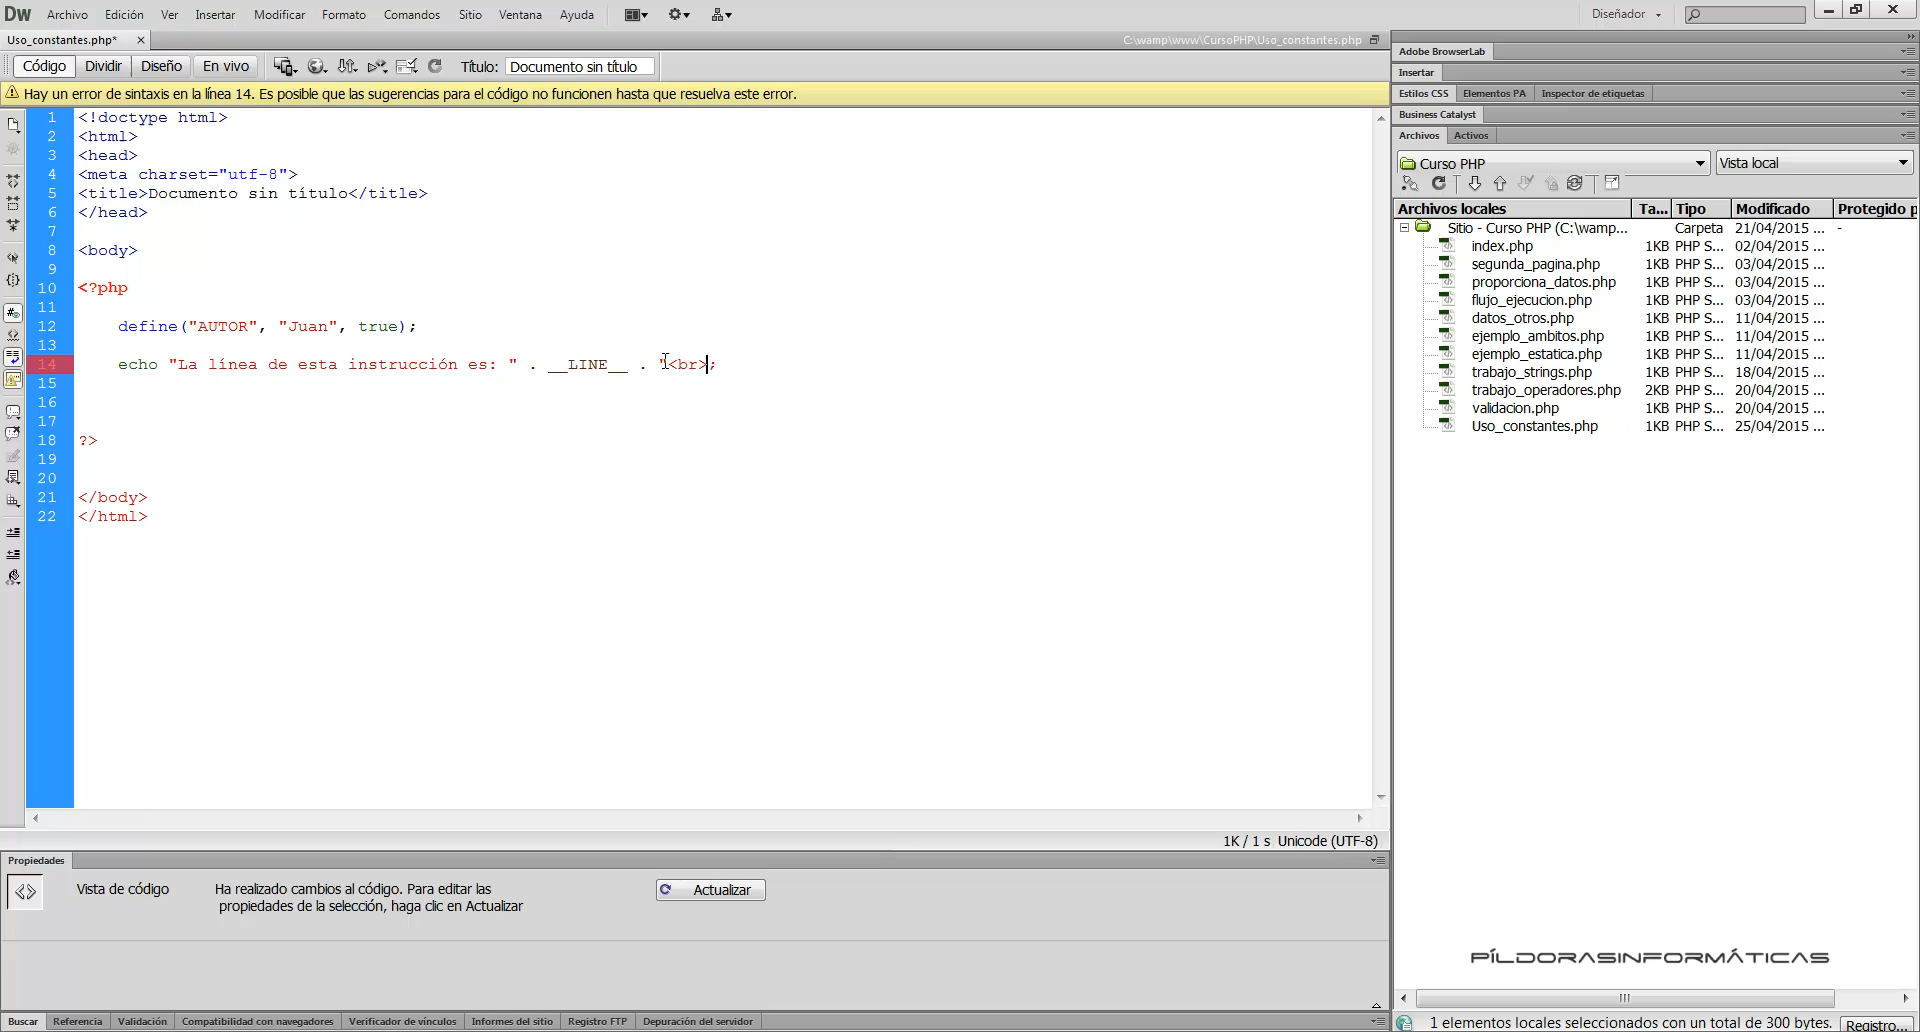 Dw Archivo Edición Ver Insertar Modificar Formato Comandos Sitio Ventana Ayuda Diseñador
Uso_constantes.php* × C:\wamp\www\CursoPHP\Uso_constantes.php
Código Dividir Diseño En vivo Título: Documento sin título
Hay un error de sintaxis en la línea 14. Es posible que las sugerencias para el código no funcionen hasta que resuelva este error.
1 <!doctype html>
2 <html>
3 <head>
4 <meta charset="utf-8">
5 <title>Documento sin título</title>
6 </head>
7
8 <body>
9
10 <?php
11
12 define("AUTOR", "Juan", true);
13
14 echo "La línea de esta instrucción es: " . __LINE__ . "<br>;
15
16
17
18 ?>
19
20
21 </body>
22 </html>
1K / 1 s Unicode (UTF-8)
Propiedades
Vista de código
Ha realizado cambios al código. Para editar las
propiedades de la selección, haga clic en Actualizar
Actualizar
Buscar Referencia Validación Compatibilidad con navegadores Verificador de vínculos Informes del sitio Registro FTP Depuración del servidor
Adobe BrowserLab
Insertar
Estilos CSS Elementos PA Inspector de etiquetas
Business Catalyst
Archivos Activos
Curso PHP Vista local
Archivos locales Ta... Tipo Modificado Protegido p
Sitio - Curso PHP (C:\wamp... Carpeta 21/04/2015 ... -
index.php 1KB PHP S... 02/04/2015 ...
segunda_pagina.php 1KB PHP S... 03/04/2015 ...
proporciona_datos.php 1KB PHP S... 03/04/2015 ...
flujo_ejecucion.php 1KB PHP S... 03/04/2015 ...
datos_otros.php 1KB PHP S... 11/04/2015 ...
ejemplo_ambitos.php 1KB PHP S... 11/04/2015 ...
ejemplo_estatica.php 1KB PHP S... 11/04/2015 ...
trabajo_strings.php 1KB PHP S... 18/04/2015 ...
trabajo_operadores.php 2KB PHP S... 20/04/2015 ...
validacion.php 1KB PHP S... 20/04/2015 ...
Uso_constantes.php 1KB PHP S... 25/04/2015 ...
PÍLDORASINFORMÁTICAS
1 elementos locales seleccionados con un total de 300 bytes. Registro...